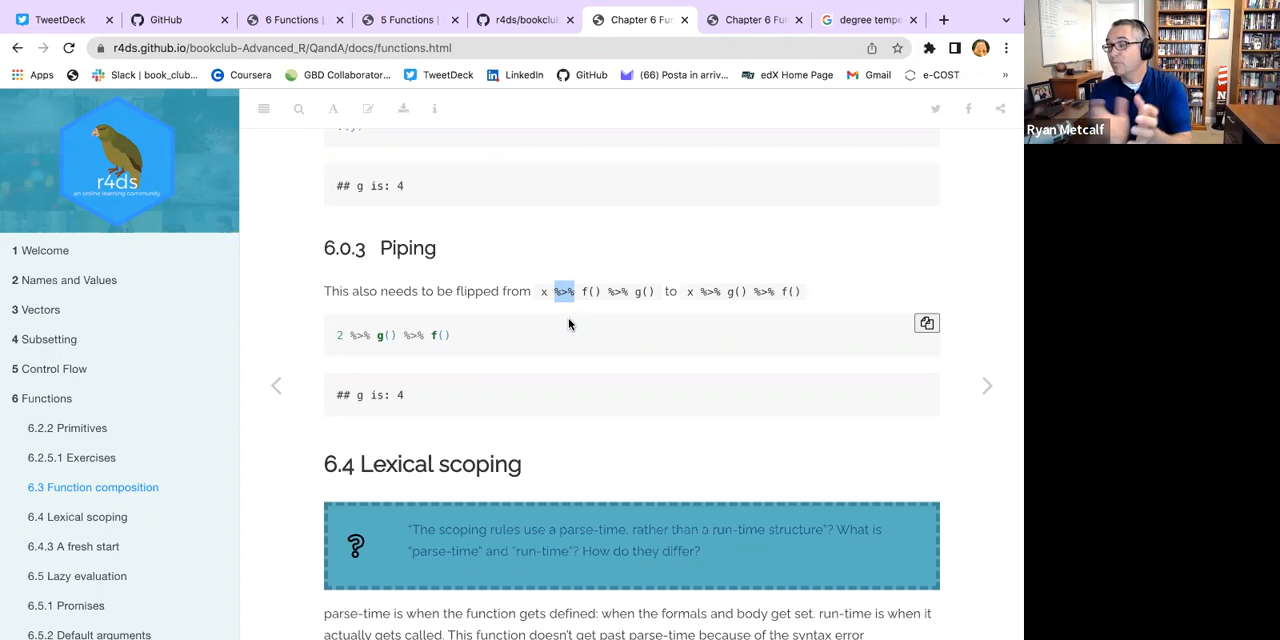 TweetDeck
GitHub
6 Functions
5 Functions
r4ds/bookclub
Chapter 6 Fun
Chapter 6 Fun
degree tempe
r4ds.github.io/bookclub-Advanced_R/QandA/docs/functions.html
Apps
Slack | book_club...
Coursera
GBD Collaborator...
TweetDeck
LinkedIn
GitHub
(66) Posta in arriv...
edX Home Page
Gmail
e-COST
»
Ryan Metcalf
r4ds
an online learning community
1 Welcome
2 Names and Values
3 Vectors
4 Subsetting
5 Control Flow
6 Functions
6.2.2 Primitives
6.2.5.1 Exercises
6.3 Function composition
6.4 Lexical scoping
6.4.3 A fresh start
6.5 Lazy evaluation
6.5.1 Promises
6.5.2 Default arguments
## g is: 4
6.0.3 Piping
This also needs to be flipped from x %>% f() %>% g() to x %>% g() %>% f()
2 %>% g() %>% f()
## g is: 4
6.4 Lexical scoping
"The scoping rules use a parse-time, rather than a run-time structure"? What is
"parse-time" and "run-time"? How do they differ?
parse-time is when the function gets defined: when the formals and body get set. run-time is when it
actually gets called. This function doesn't get past parse-time because of the syntax error